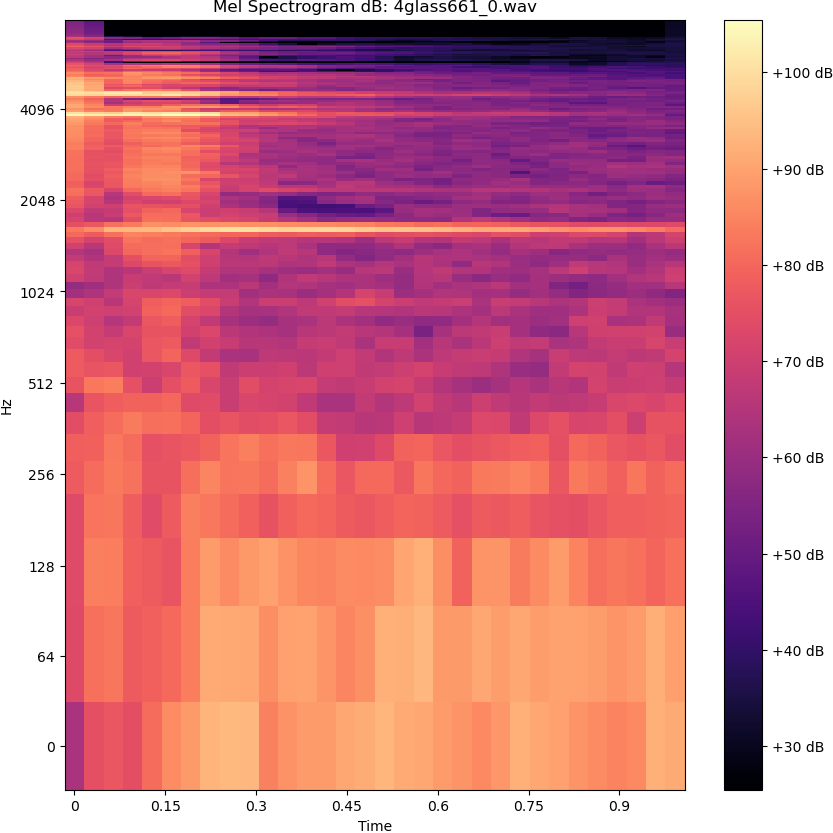 Mel Spectrogram dB: 4glass661_0.wav
4096
2048
1024
512
256
128
64
0
Hz
0 0.15 0.3 0.45 0.6 0.75 0.9
Time
+100 dB
+90 dB
+80 dB
+70 dB
+60 dB
+50 dB
+40 dB
+30 dB